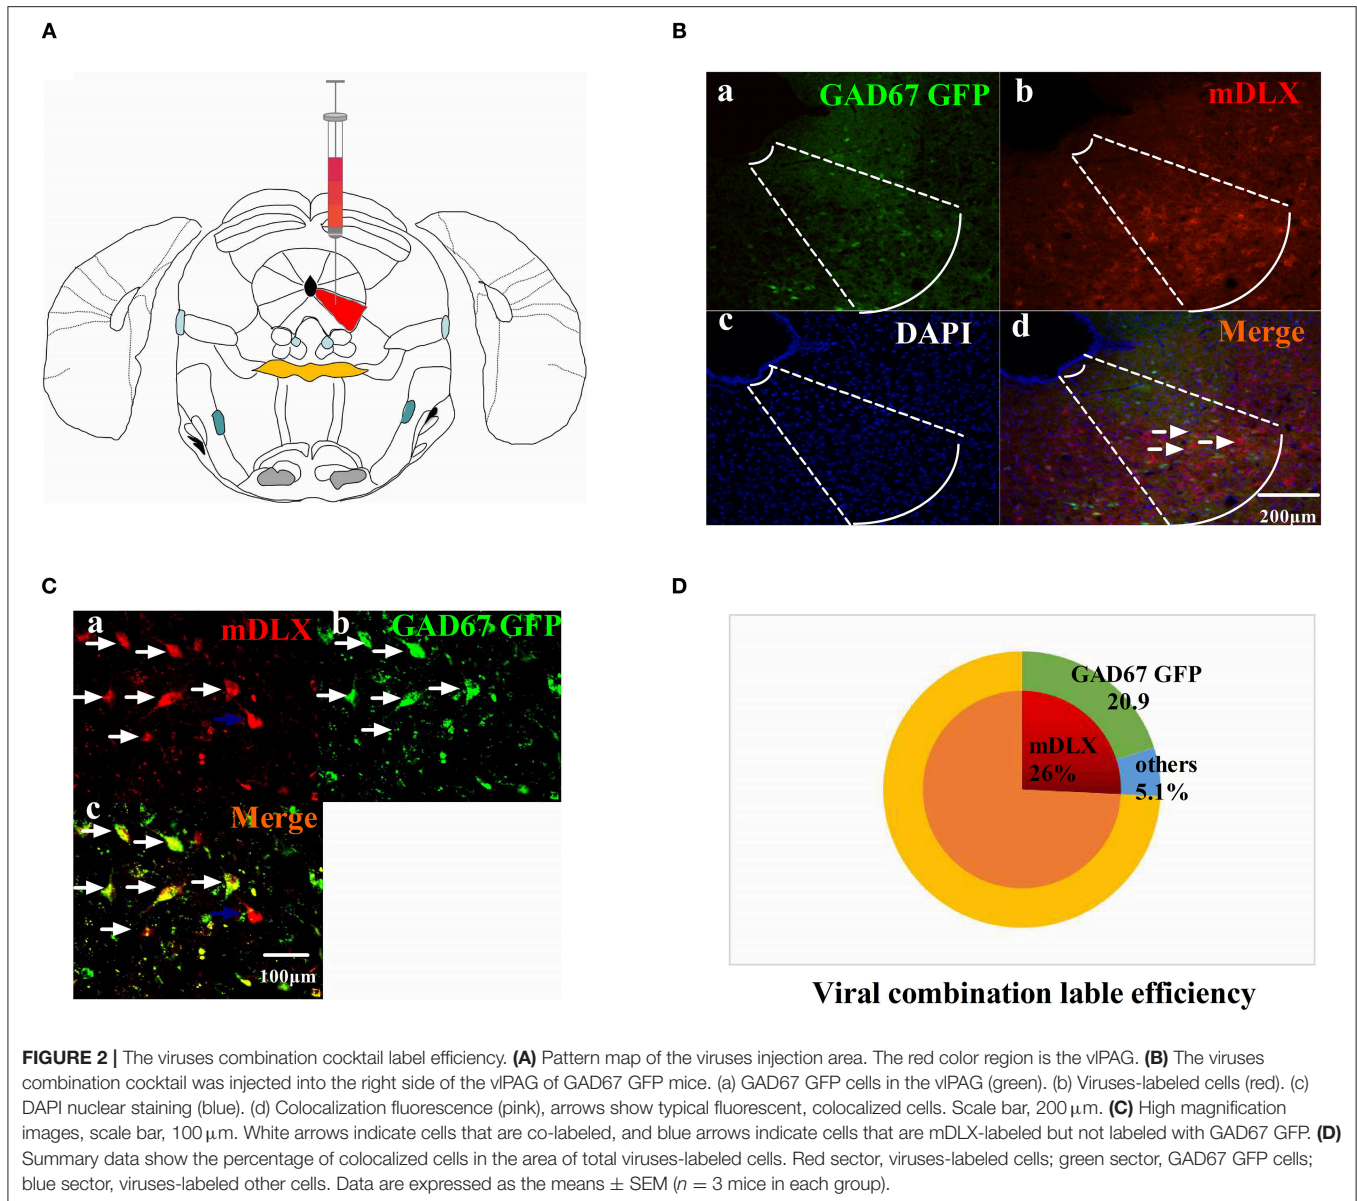 A
B
a
GAD67 GFP
b
mDLX
c
DAPI
d
Merge
200μm
C
a
mDLX
b
GAD67 GFP
c
Merge
100μm
D
GAD67 GFP
20.9
mDLX
26%
others
5.1%
Viral combination lable efficiency
FIGURE 2 | The viruses combination cocktail label efficiency. (A) Pattern map of the viruses injection area. The red color region is the vlPAG. (B) The viruses
combination cocktail was injected into the right side of the vlPAG of GAD67 GFP mice. (a) GAD67 GFP cells in the vlPAG (green). (b) Viruses-labeled cells (red). (c)
DAPI nuclear staining (blue). (d) Colocalization fluorescence (pink), arrows show typical fluorescent, colocalized cells. Scale bar, 200 μm. (C) High magnification
images, scale bar, 100 μm. White arrows indicate cells that are co-labeled, and blue arrows indicate cells that are mDLX-labeled but not labeled with GAD67 GFP. (D)
Summary data show the percentage of colocalized cells in the area of total viruses-labeled cells. Red sector, viruses-labeled cells; green sector, GAD67 GFP cells;
blue sector, viruses-labeled other cells. Data are expressed as the means ± SEM (n = 3 mice in each group).